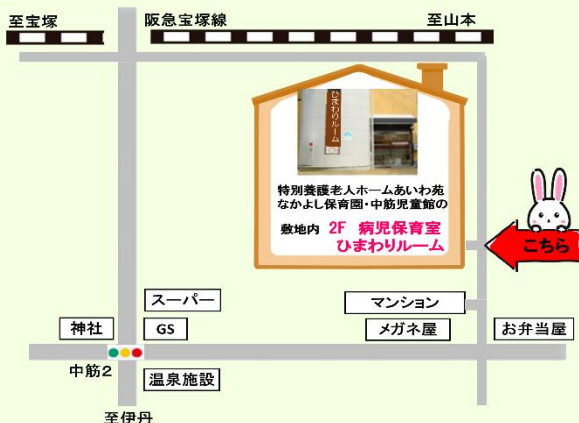 至宝塚
阪急宝塚線
至山本
ひまわりルーム
特別養護老人ホームあいわ苑
なかよし保育園・中筋児童館の
敷地内 2F 病児保育室
ひまわりルーム
こちら
スーパー
マンション
神社
GS
メガネ屋
お弁当屋
中筋2
温泉施設
至伊丹